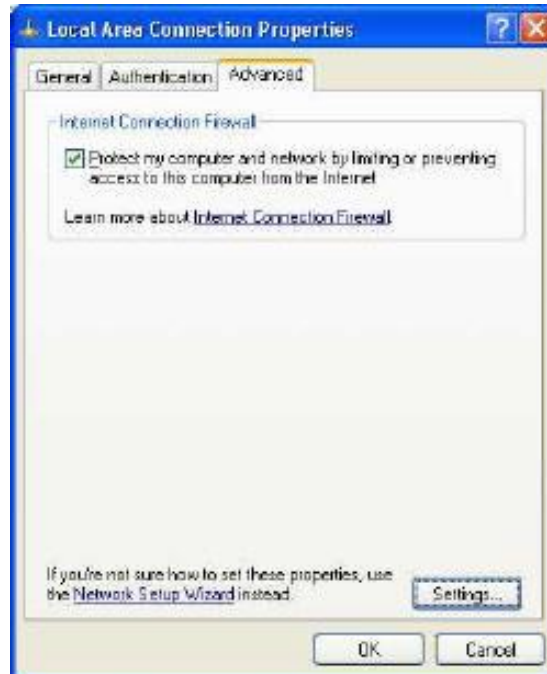 Local Area Connection Properties
General Authentication Advanced
Internet Connection Firewall
Protect my computer and network by limiting or preventing
access to this computer from the Internet
Learn more about Internet Connection Firewall.
If you're not sure how to set these properties, use
the Network Setup Wizard instead.
Settings...
OK Cancel